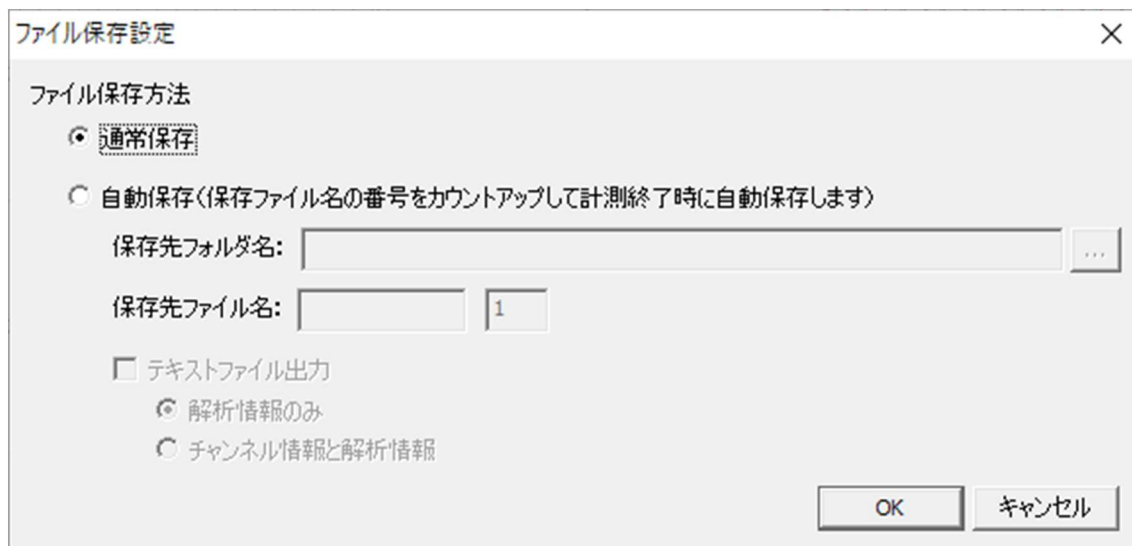 ファイル保存設定
ファイル保存方法
通常保存
自動保存(保存ファイル名の番号をカウントアップして計測終了時に自動保存します)
保存先フォルダ名: ...
保存先ファイル名: 1
テキストファイル出力
解析情報のみ
チャンネル情報と解析情報
OK キャンセル